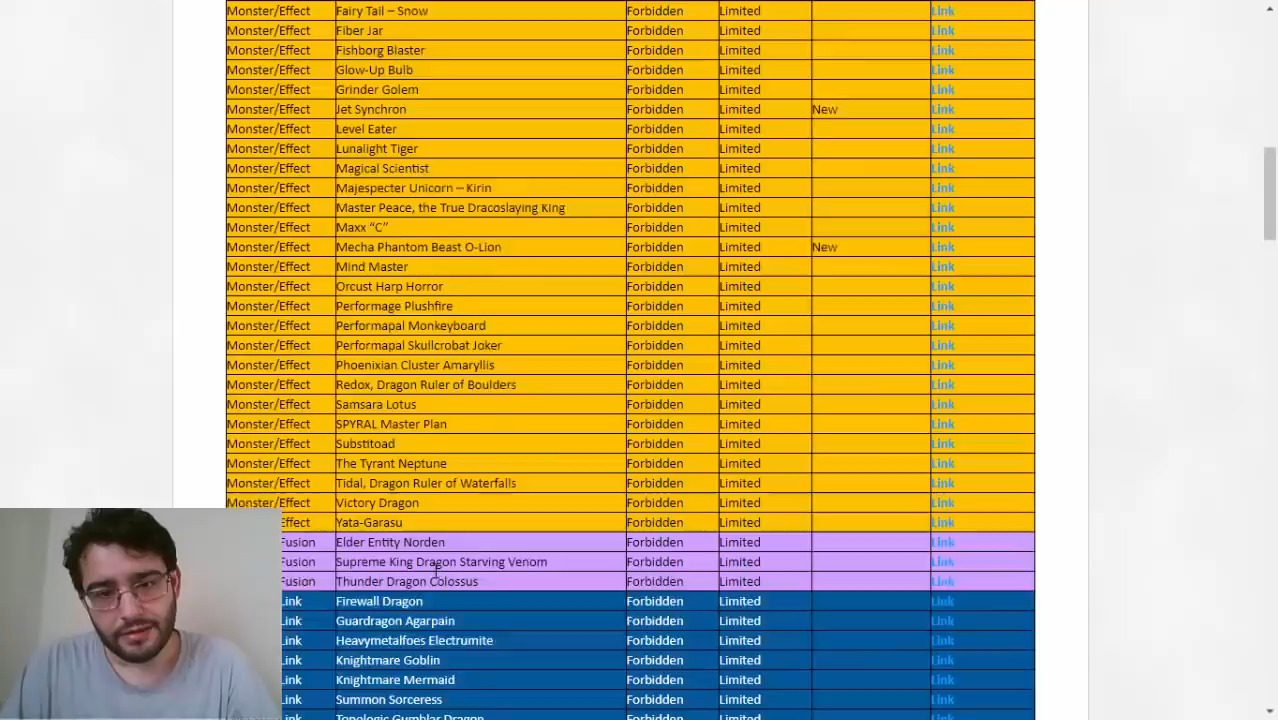 Monster/Effect Fairy Tail – Snow Forbidden Limited Link
Monster/Effect Fiber Jar Forbidden Limited Link
Monster/Effect Fishborg Blaster Forbidden Limited Link
Monster/Effect Glow-Up Bulb Forbidden Limited Link
Monster/Effect Grinder Golem Forbidden Limited Link
Monster/Effect Jet Synchron Forbidden Limited New Link
Monster/Effect Level Eater Forbidden Limited Link
Monster/Effect Lunalight Tiger Forbidden Limited Link
Monster/Effect Magical Scientist Forbidden Limited Link
Monster/Effect Majespecter Unicorn – Kirin Forbidden Limited Link
Monster/Effect Master Peace, the True Dracoslaying King Forbidden Limited Link
Monster/Effect Maxx “C” Forbidden Limited Link
Monster/Effect Mecha Phantom Beast O-Lion Forbidden Limited New Link
Monster/Effect Mind Master Forbidden Limited Link
Monster/Effect Orcust Harp Horror Forbidden Limited Link
Monster/Effect Performage Plushfire Forbidden Limited Link
Monster/Effect Performapal Monkeyboard Forbidden Limited Link
Monster/Effect Performapal Skullcrobat Joker Forbidden Limited Link
Monster/Effect Phoenixian Cluster Amaryllis Forbidden Limited Link
Monster/Effect Redox, Dragon Ruler of Boulders Forbidden Limited Link
Monster/Effect Samsara Lotus Forbidden Limited Link
Monster/Effect SPYRAL Master Plan Forbidden Limited Link
Monster/Effect Substitoad Forbidden Limited Link
Monster/Effect The Tyrant Neptune Forbidden Limited Link
Monster/Effect Tidal, Dragon Ruler of Waterfalls Forbidden Limited Link
Monster/Effect Victory Dragon Forbidden Limited Link
Effect Yata-Garasu Forbidden Limited Link
Fusion Elder Entity Norden Forbidden Limited Link
Fusion Supreme King Dragon Starving Venom Forbidden Limited Link
Fusion Thunder Dragon Colossus Forbidden Limited Link
Link Firewall Dragon Forbidden Limited Link
Link Guardragon Agarpain Forbidden Limited Link
Link Heavymetalfoes Electrumite Forbidden Limited Link
Link Knightmare Goblin Forbidden Limited Link
Link Knightmare Mermaid Forbidden Limited Link
Link Summon Sorceress Forbidden Limited Link
Link Topologic Gumblar Dragon Forbidden Limited Link